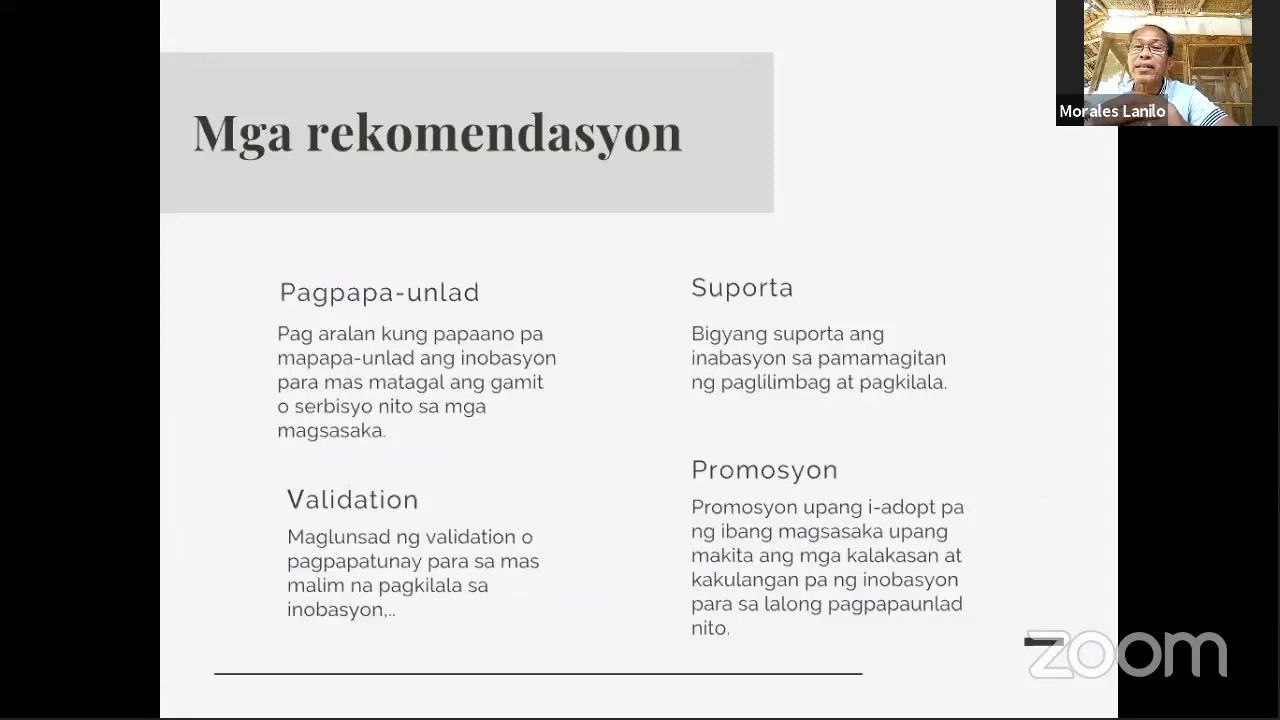 Mga rekomendasyon
Morales Lanilo
Pagpapa-unlad
Pag aralan kung papaano pa
mapapa-unlad ang inobasyon
para mas matagal ang gamit
o serbisyo nito sa mga
magsasaka.
Validation
Maglunsad ng validation o
pagpapatunay para sa mas
malim na pagkilala sa
inobasyon,..
Suporta
Bigyang suporta ang
inabasyon sa pamamagitan
ng paglilimbag at pagkilala.
Promosyon
Promosyon upang i-adopt pa
ng ibang magsasaka upang
makita ang mga kalakasan at
kakulangan pa ng inobasyon
para sa lalong pagpapaunlad
nito.
zoom